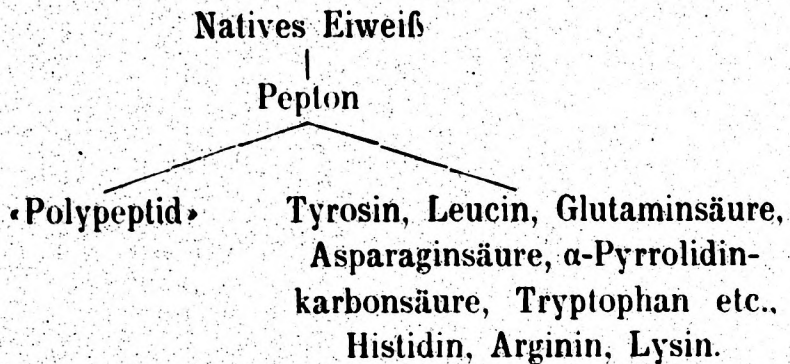 Natives Eiweiß
Pepton
«Polypeptid» Tyrosin, Leucin, Glutaminsäure,
Asparaginsäure, α-Pyrrolidin-
karbonsäure, Tryptophan etc.,
Histidin, Arginin, Lysin.